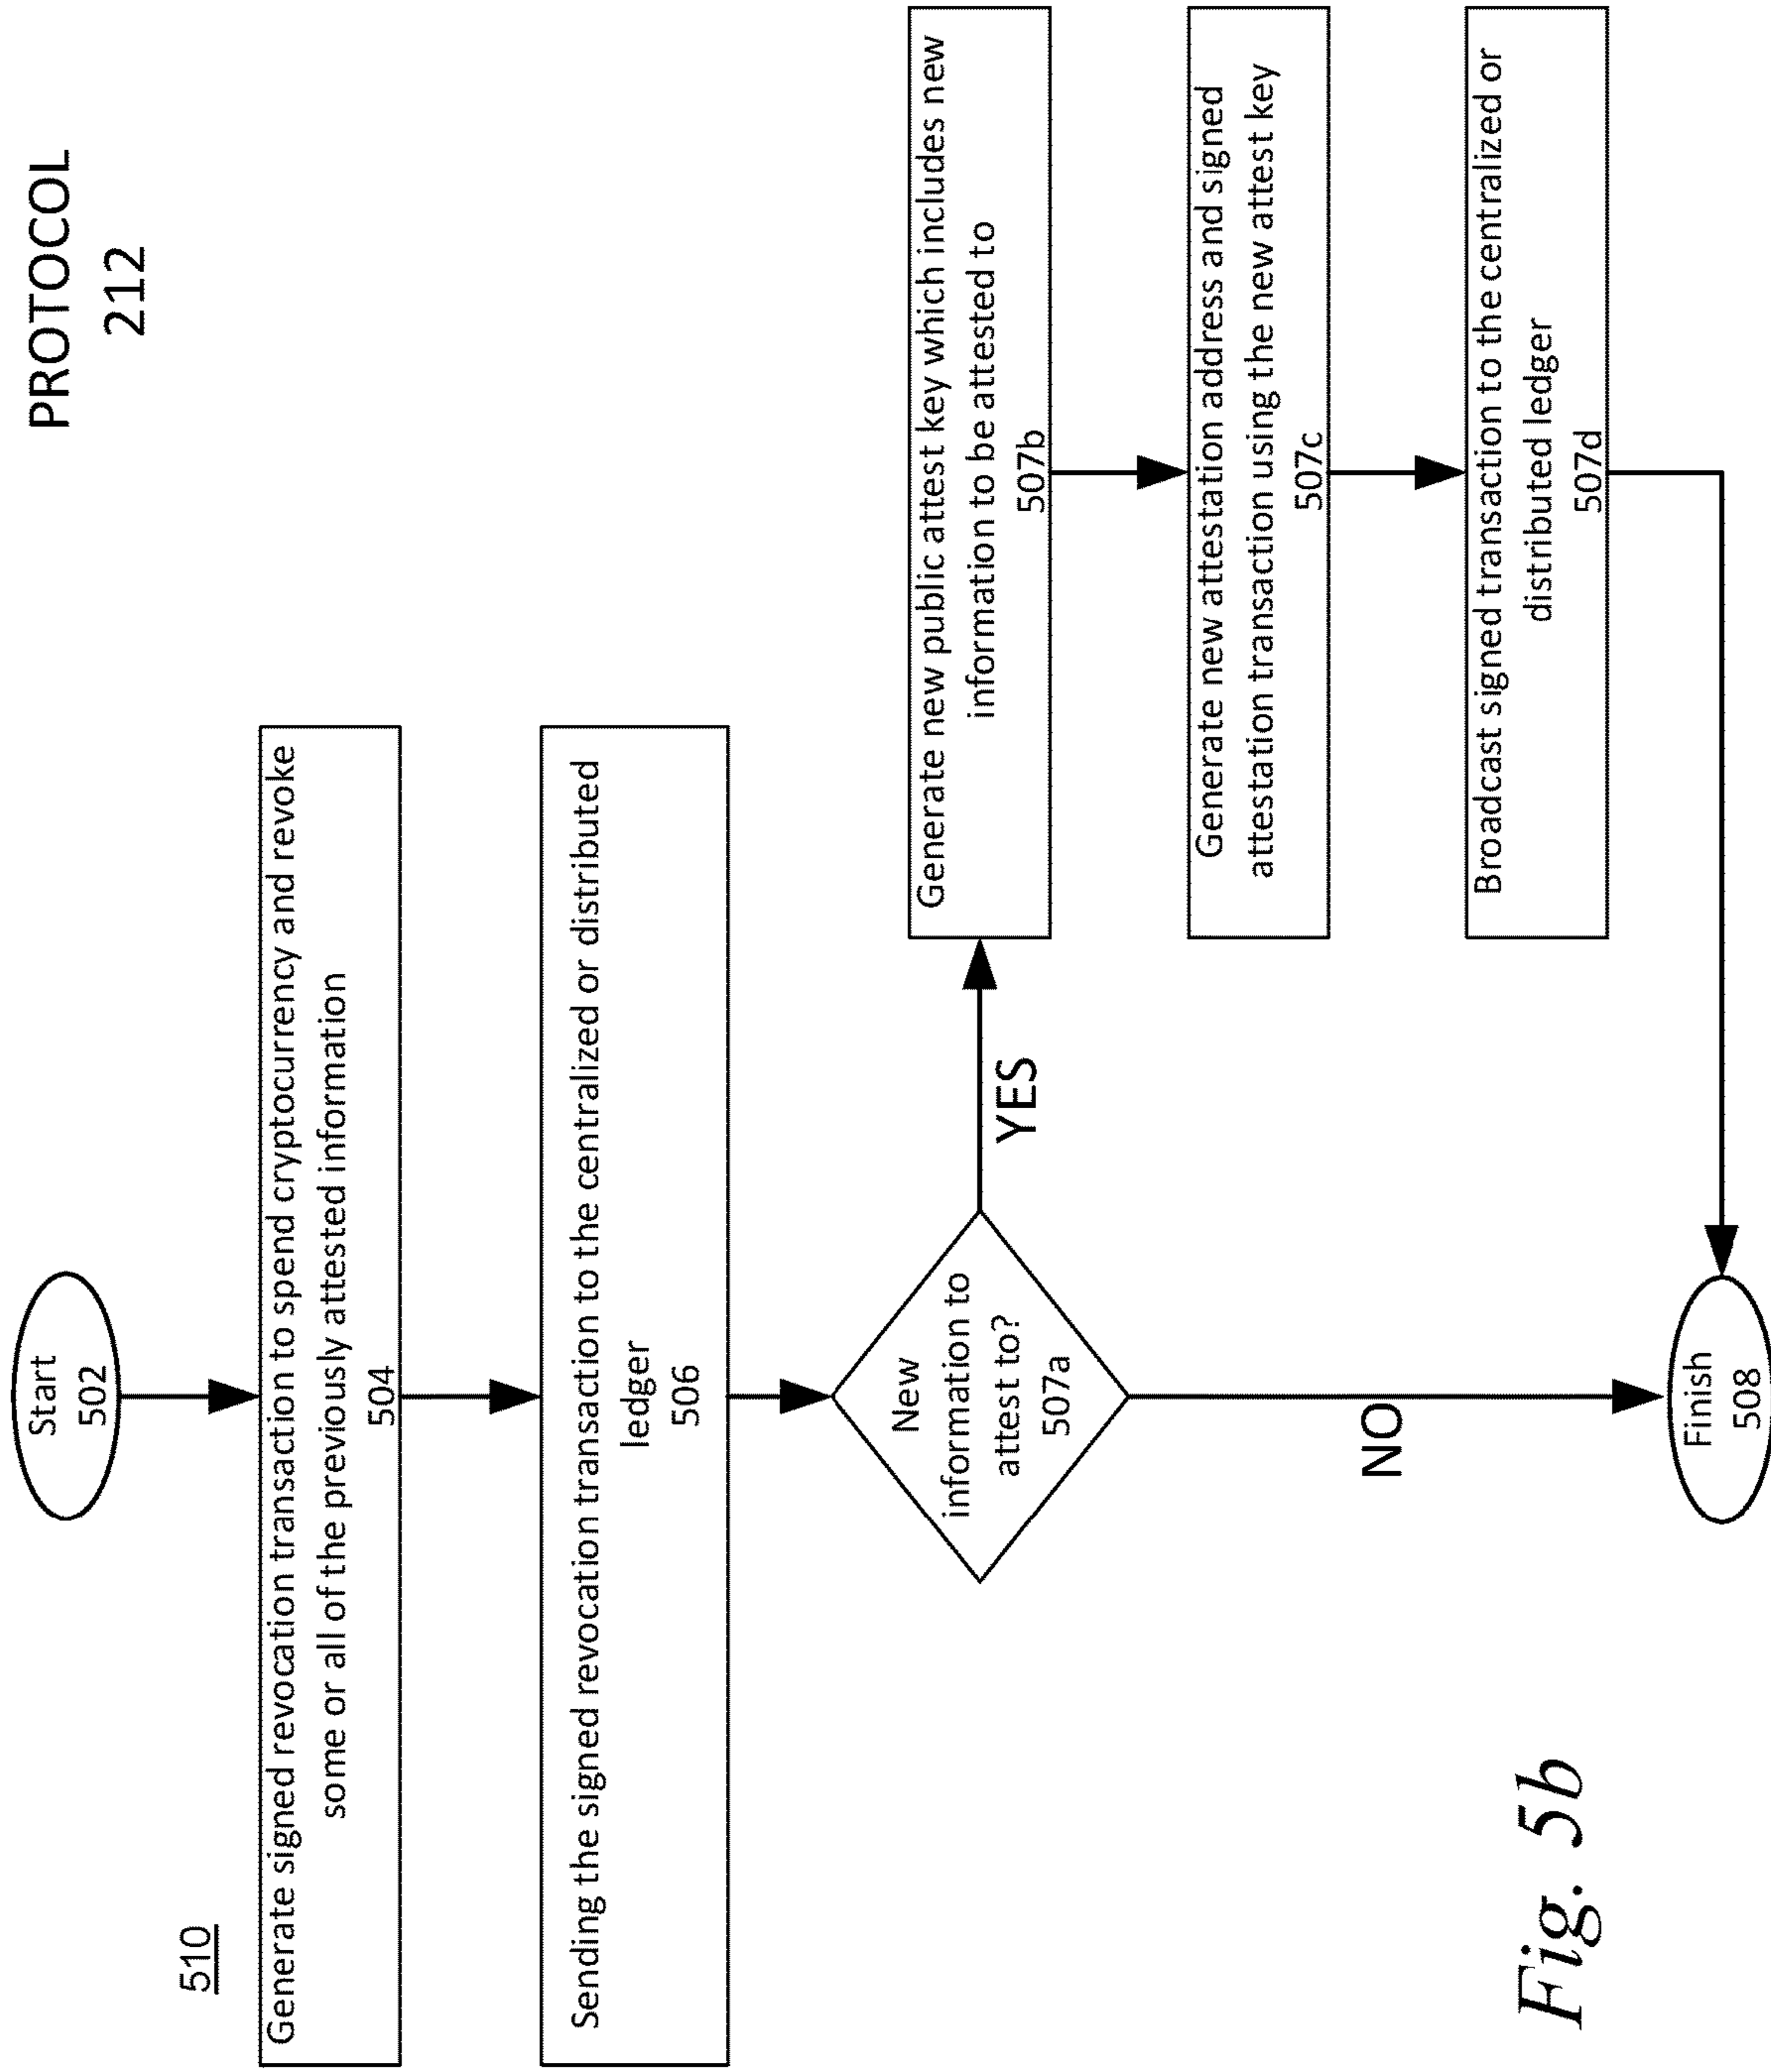 PROTOCOL
212
510
Start
502
Generate signed revocation transaction to spend cryptocurrency and revoke
some or all of the previously attested information
504
Sending the signed revocation transaction to the centralized or distributed
ledger
506
New
information to
attest to?
507a
YES
NO
Generate new public attest key which includes new
information to be attested to
507b
Generate new attestation address and signed
attestation transaction using the new attest key
507c
Broadcast signed transaction to the centralized or
distributed ledger
507d
Finish
508
Fig. 5b